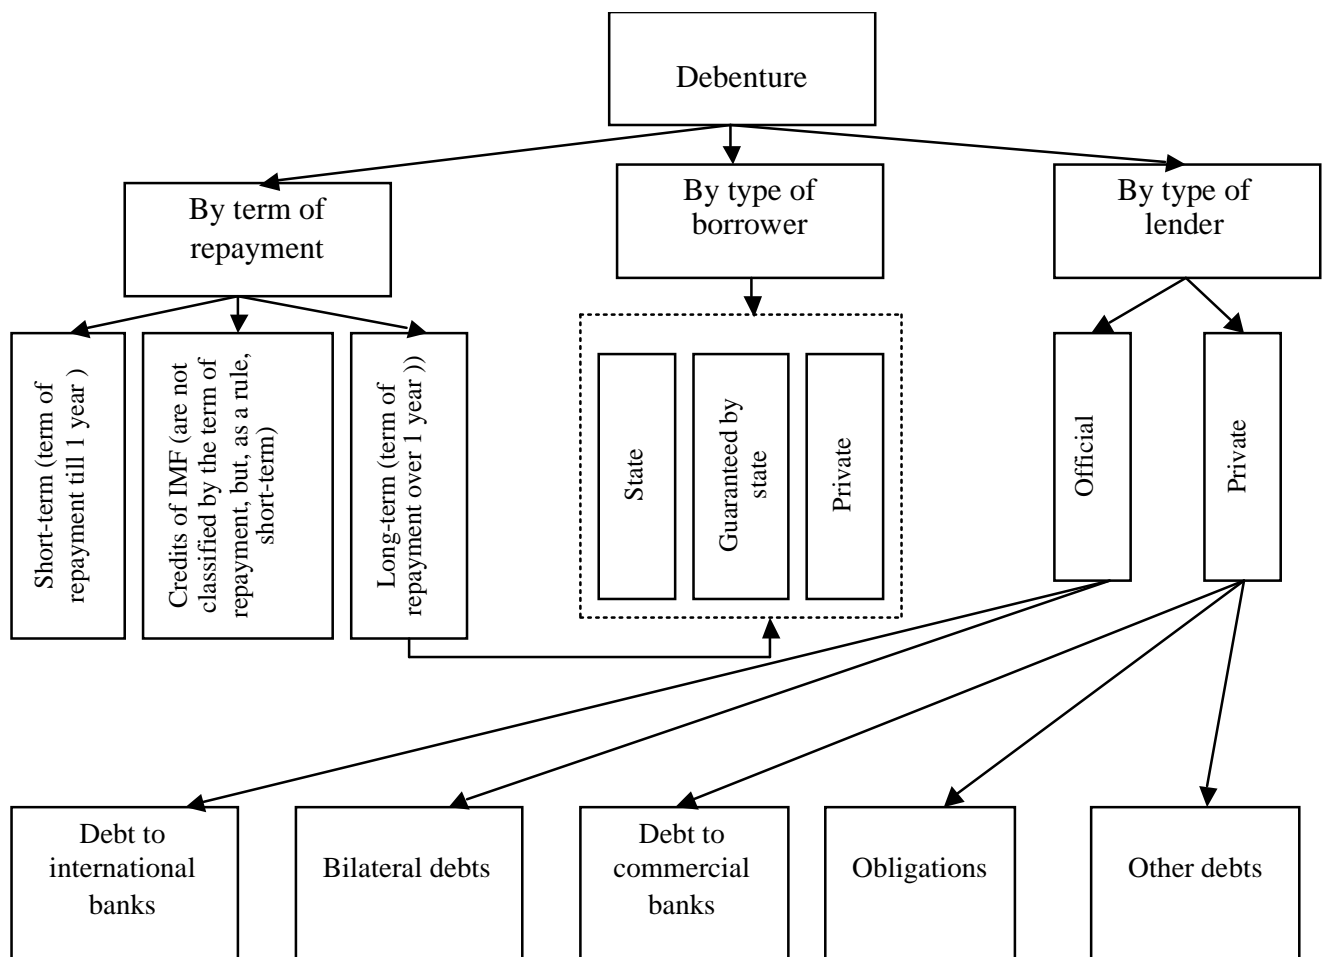 Debenture
By term of
repayment
By type of
borrower
By type of
lender
Short-term (term of
repayment till 1 year )
Credits of IMF (are not
classified by the term of
repayment, but, as a rule,
short-term)
Long-term (term of
repayment over 1 year ))
State
Guaranteed by
state
Private
Official
Private
Debt to
international
banks
Bilateral debts
Debt to
commercial
banks
Obligations
Other debts